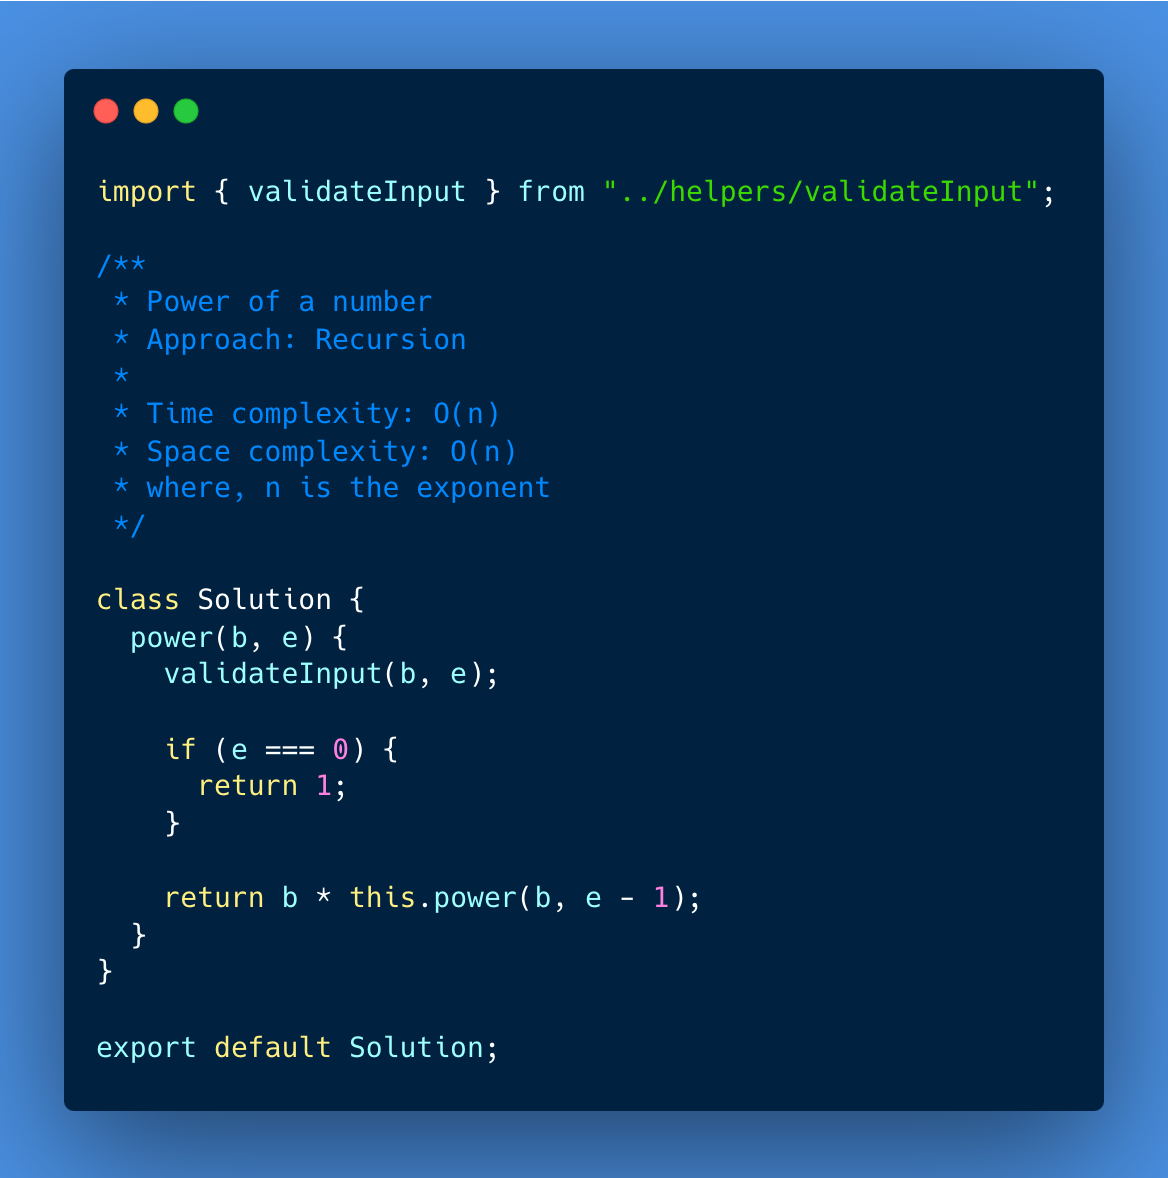 import { validateInput } from "../helpers/validateInput";

/**
 * Power of a number
 * Approach: Recursion
 *
 * Time complexity: O(n)
 * Space complexity: O(n)
 * where, n is the exponent
 */

class Solution {
  power(b, e) {
    validateInput(b, e);

    if (e === 0) {
      return 1;
    }

    return b * this.power(b, e - 1);
  }
}

export default Solution;